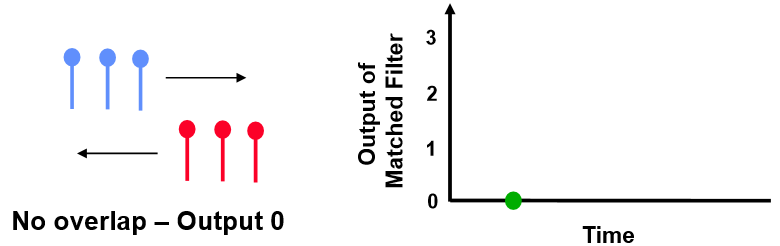 No overlap – Output 0
Output of
Matched Filter
3
2
1
0
Time